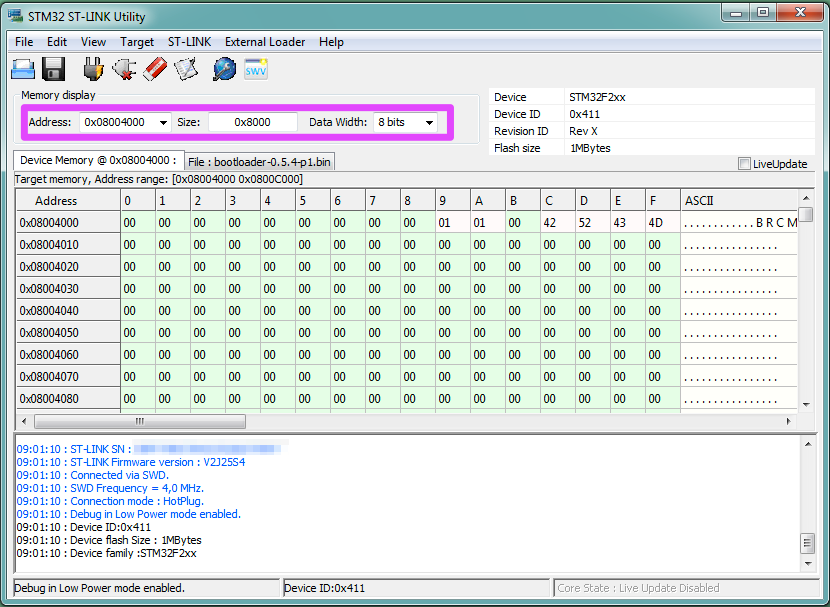 STM32 ST-LINK Utility
File Edit View Target ST-LINK External Loader Help
SWV
Memory display
Address: 0x08004000 Size: 0x8000 Data Width: 8 bits
Device STM32F2xx
Device ID 0x411
Revision ID Rev X
Flash size 1MBytes
LiveUpdate
Device Memory @ 0x08004000 : File : bootloader-0.5.4-p1.bin
Target memory, Address range: [0x08004000 0x0800C000]
Address 0 1 2 3 4 5 6 7 8 9 A B C D E F ASCII
0x08004000 00 00 00 00 00 00 00 00 00 01 01 00 42 52 43 4D ............BRCM
0x08004010 00 00 00 00 00 00 00 00 00 00 00 00 00 00 00 00 ................
0x08004020 00 00 00 00 00 00 00 00 00 00 00 00 00 00 00 00 ................
0x08004030 00 00 00 00 00 00 00 00 00 00 00 00 00 00 00 00 ................
0x08004040 00 00 00 00 00 00 00 00 00 00 00 00 00 00 00 00 ................
0x08004050 00 00 00 00 00 00 00 00 00 00 00 00 00 00 00 00 ................
0x08004060 00 00 00 00 00 00 00 00 00 00 00 00 00 00 00 00 ................
0x08004070 00 00 00 00 00 00 00 00 00 00 00 00 00 00 00 00 ................
0x08004080 00 00 00 00 00 00 00 00 00 00 00 00 00 00 00 00 ................
09:01:10 : ST-LINK SN :
09:01:10 : ST-LINK Firmware version : V2J25S4
09:01:10 : Connected via SWD.
09:01:10 : SWD Frequency = 4,0 MHz.
09:01:10 : Connection mode : HotPlug.
09:01:10 : Debug in Low Power mode enabled.
09:01:10 : Device ID:0x411
09:01:10 : Device flash Size : 1MBytes
09:01:10 : Device family :STM32F2xx
Debug in Low Power mode enabled. Device ID:0x411 Core State : Live Update Disabled